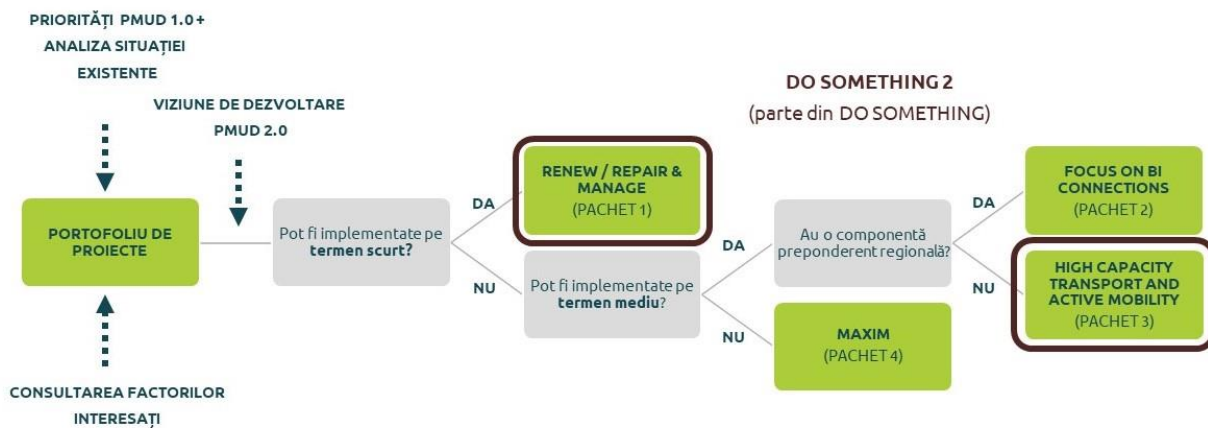 PRIORITĂȚI PMUD 1.0+
ANALIZA SITUAȚIEI
EXISTENTE
VIZIUNE DE DEZVOLTARE
PMUD 2.0
DO SOMETHING 2
(parte din DO SOMETHING)
PORTOFOLIU DE
PROIECTE
Pot fi implementate pe
termen scurt?
DA
NU
RENEW / REPAIR &
MANAGE
(PACHET 1)
Pot fi implementate pe
termen mediu?
DA
NU
Au o componentă
preponderent regională?
MAXIM
(PACHET 4)
DA
NU
FOCUS ON BI
CONNECTIONS
(PACHET 2)
HIGH CAPACITY
TRANSPORT AND
ACTIVE MOBILITY
(PACHET 3)
CONSULTAREA FACTORILOR
INTERESAȚI